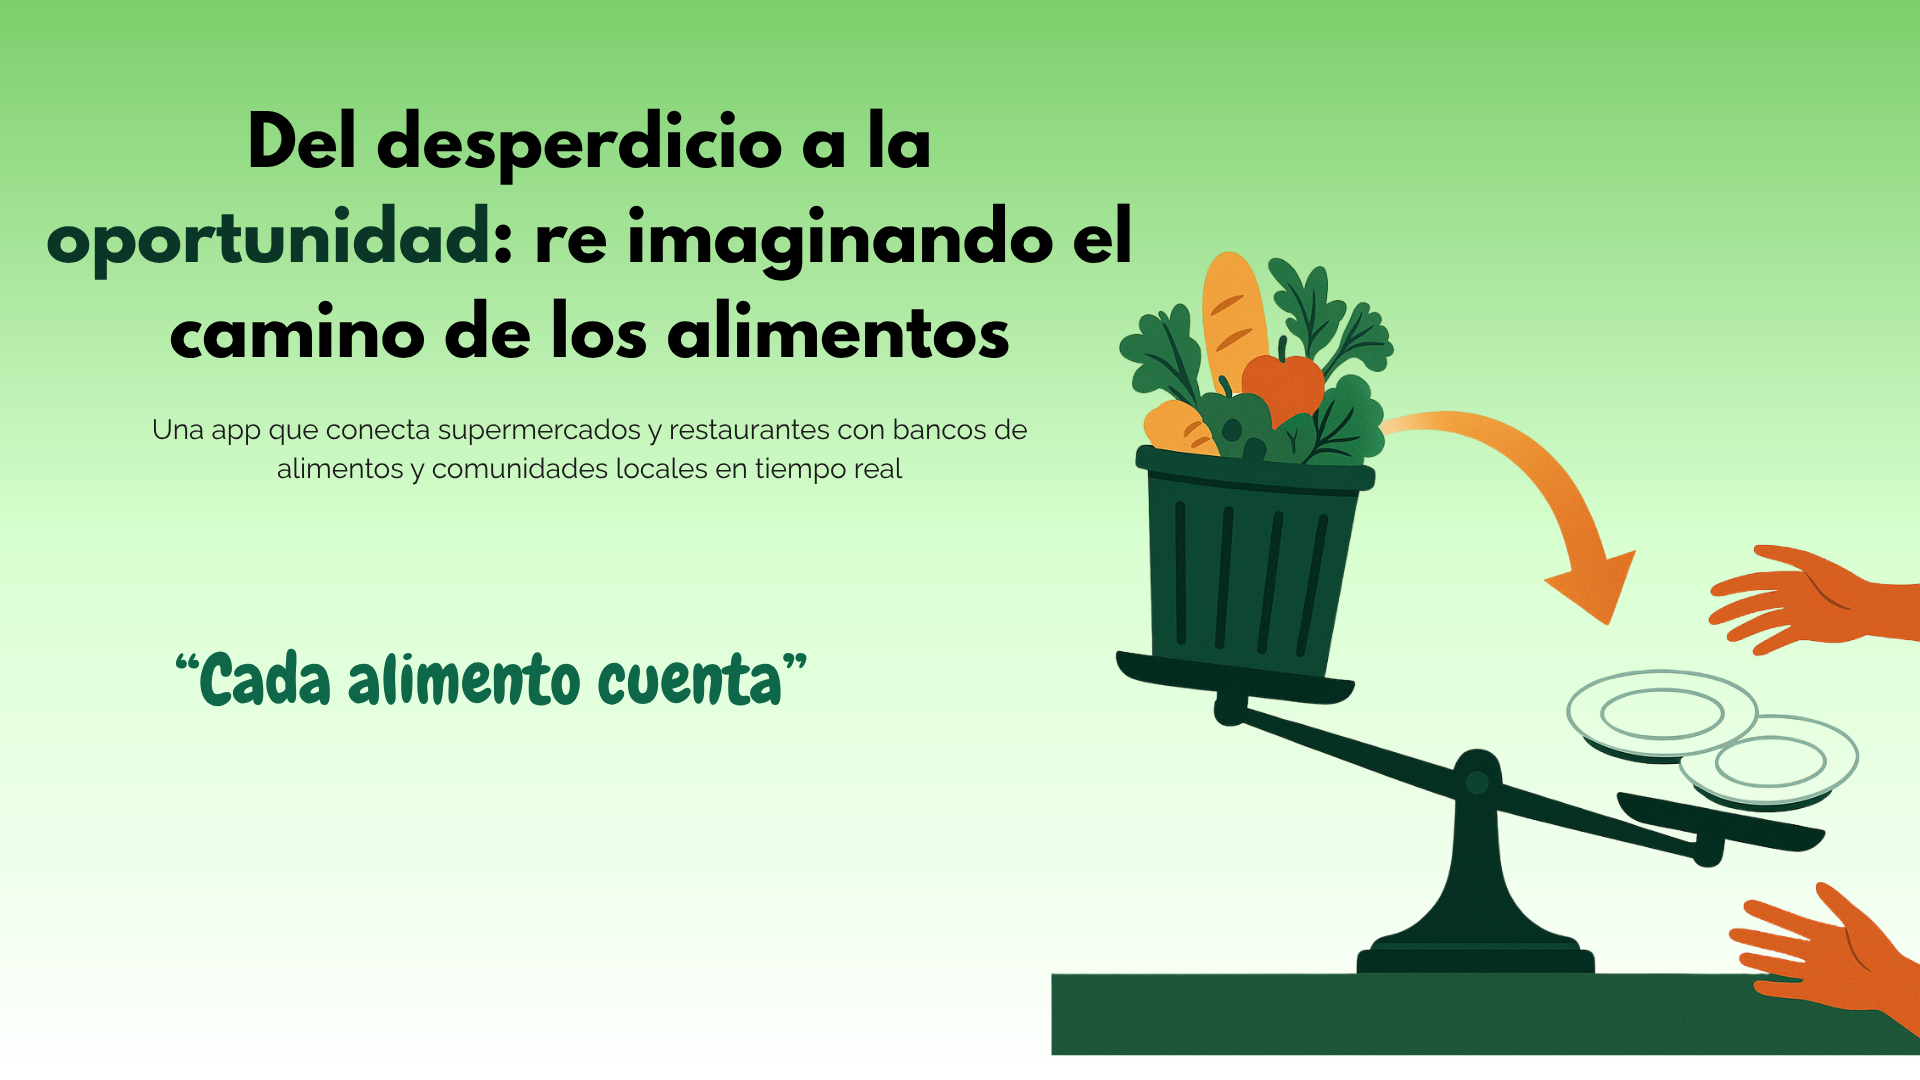 Del desperdicio a la
oportunidad: re imaginando el
camino de los alimentos
Una app que conecta supermercados y restaurantes con bancos de
alimentos y comunidades locales en tiempo real
“Cada alimento cuenta”